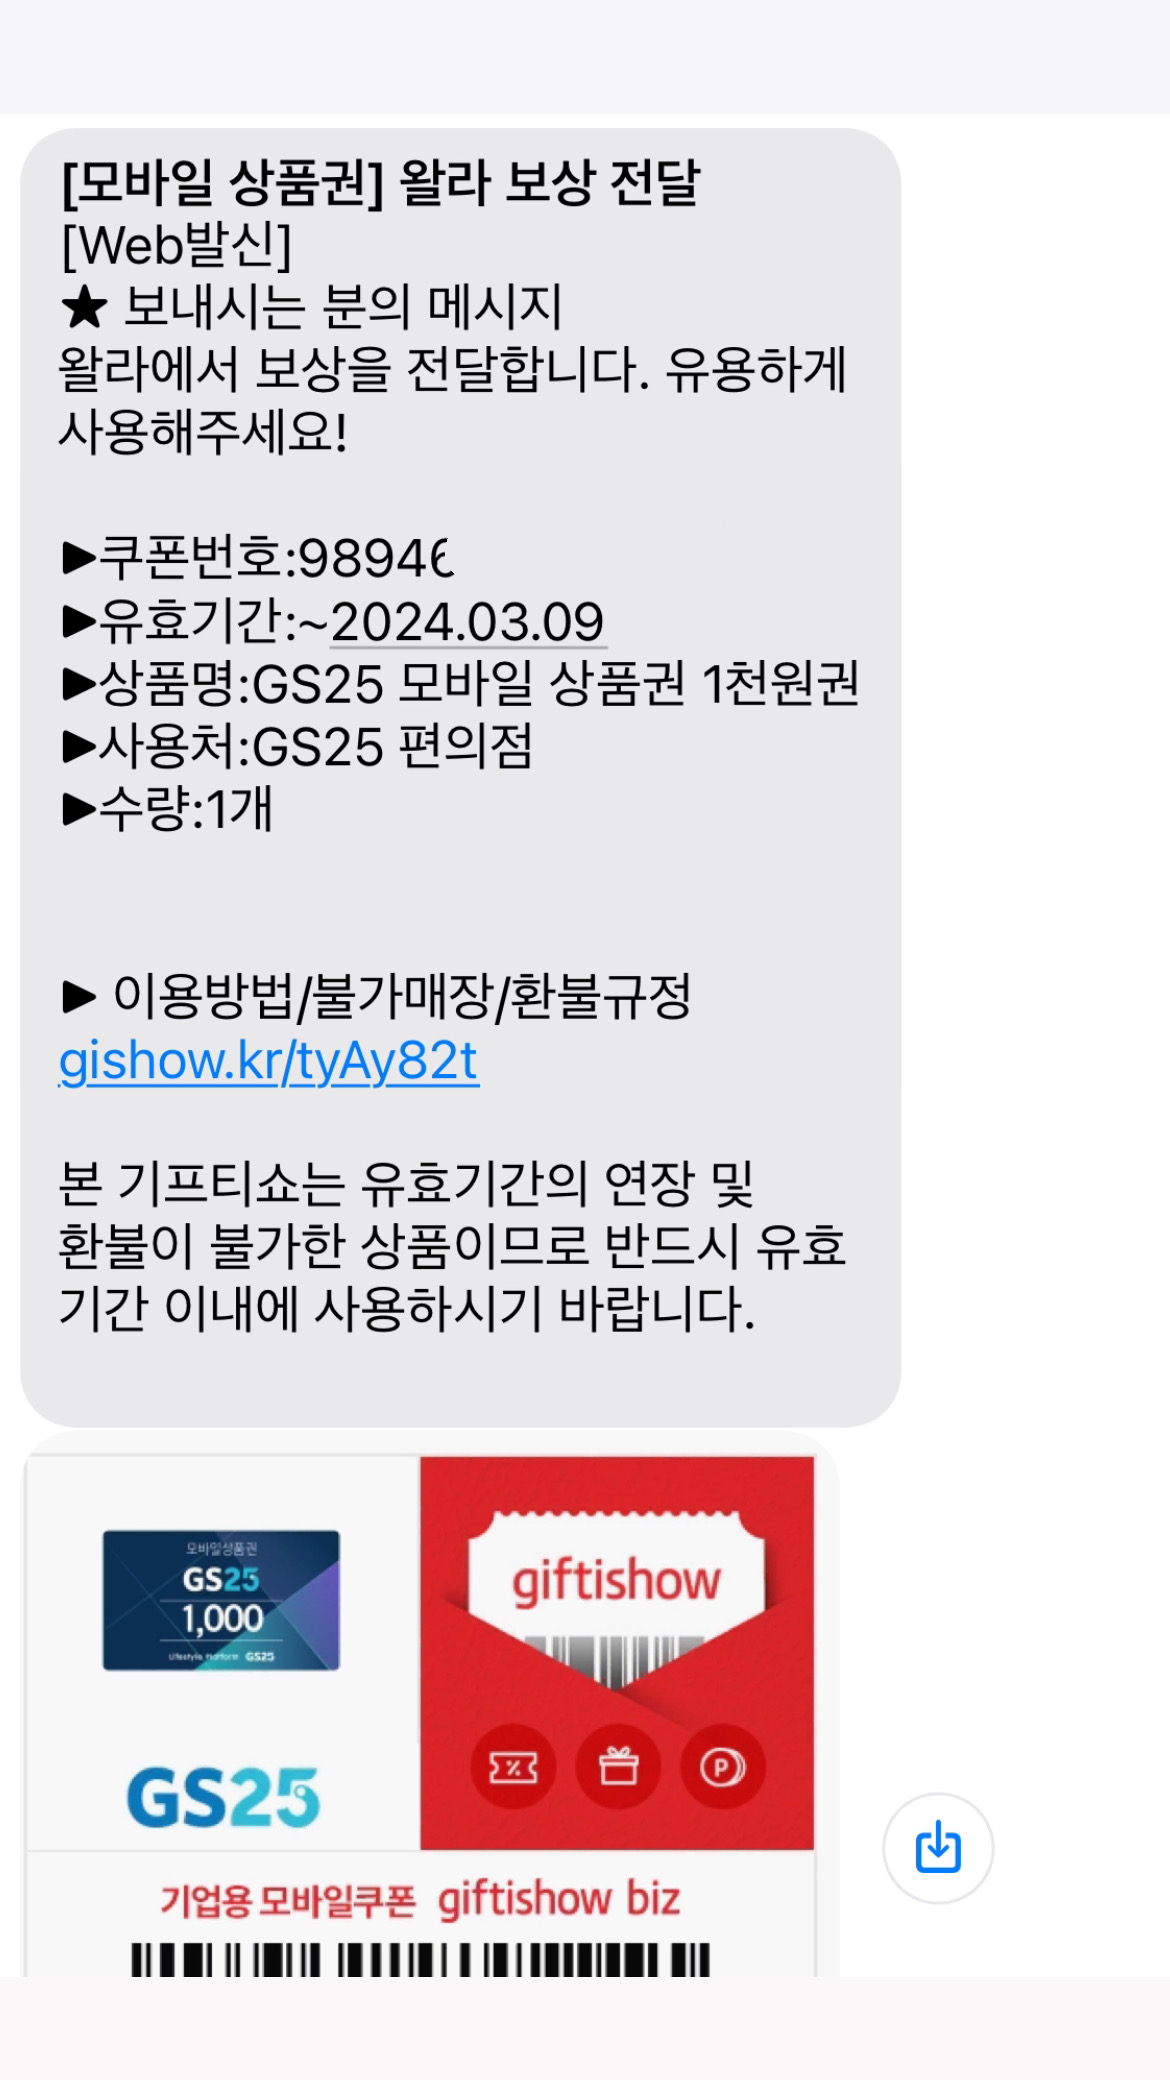 [모바일 상품권] 왈라 보상 전달
[Web발신]
★ 보내시는 분의 메시지
왈라에서 보상을 전달합니다. 유용하게
사용해주세요!
▶쿠폰번호:98946
▶유효기간:~2024.03.09
▶상품명:GS25 모바일 상품권 1천원권
▶사용처:GS25 편의점
▶수량:1개
▶ 이용방법/불가매장/환불규정
gishow.kr/tyAy82t
본 기프티쇼는 유효기간의 연장 및
환불이 불가한 상품이므로 반드시 유효
기간 이내에 사용하시기 바랍니다.
모바일상품권
GS25
1,000
Lifestyle Platform GS25
GS25
giftishow
P
기업용 모바일쿠폰 giftishow biz